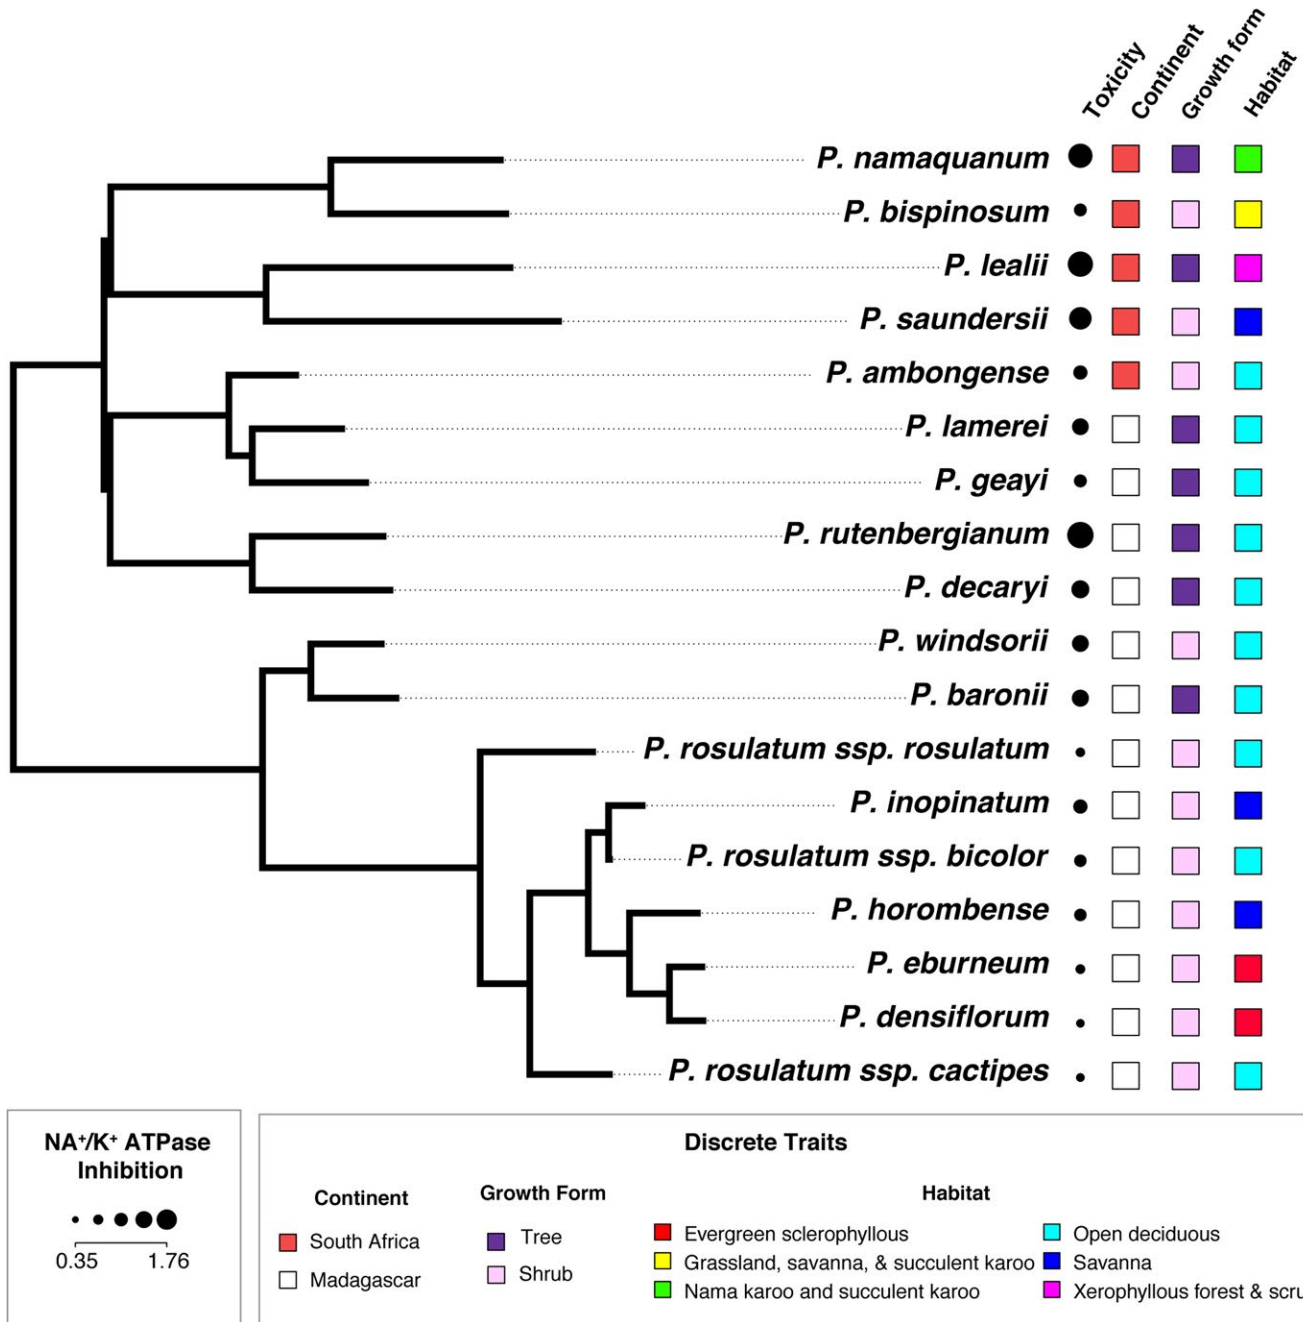 Toxicity
Continent
Growth form
Habitat
P. namaquanum
P. bispinosum
P. lealii
P. saundersii
P. ambongense
P. lamerei
P. geayi
P. rutenbergianum
P. decaryi
P. windsorii
P. baronii
P. rosulatum ssp. rosulatum
P. inopinatum
P. rosulatum ssp. bicolor
P. horombense
P. eburneum
P. densiflorum
P. rosulatum ssp. cactipes
NA⁺/K⁺ ATPase
Inhibition
0.35 1.76
Discrete Traits
Continent
South Africa
Madagascar
Growth Form
Tree
Shrub
Habitat
Evergreen sclerophyllous
Grassland, savanna, & succulent karoo
Nama karoo and succulent karoo
Open deciduous
Savanna
Xerophyllous forest & scru